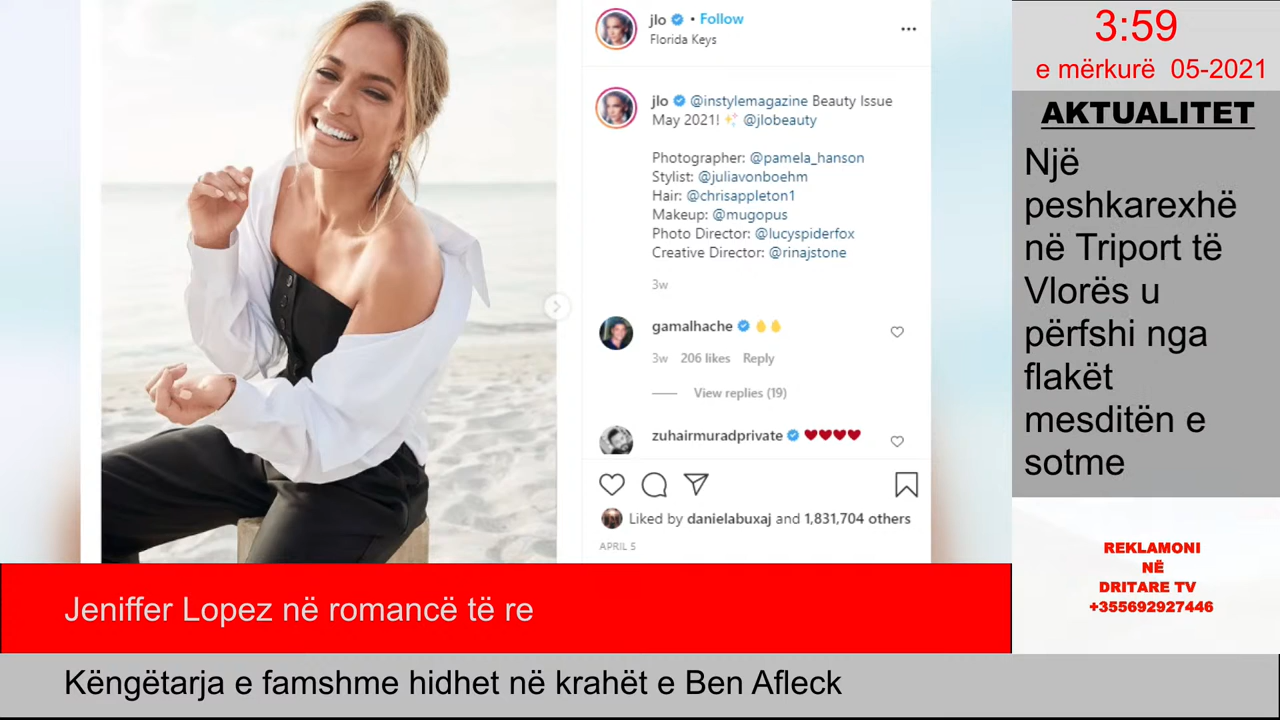 jlo • Follow
Florida Keys
jlo @instylemagazine Beauty Issue
May 2021! ✨ @jlobeauty
Photographer: @pamela_hanson
Stylist: @juliavonboehm
Hair: @chrisappleton1
Makeup: @mugopus
Photo Director: @lucyspiderfox
Creative Director: @rinajstone
3w
gamalhache
3w 206 likes Reply
View replies (19)
zuhairmuradprivate ♥♥♥♥
Liked by danielabuxaj and 1,831,704 others
APRIL 5
3:59
e mërkurë 05-2021
AKTUALITET
Një
peshkarexhë
në Triport të
Vlorës u
përfshi nga
flakët
mesditën e
sotme
REKLAMONI
NË
DRITARE TV
+355692927446
Jeniffer Lopez në romancë të re
Këngëtarja e famshme hidhet në krahët e Ben Afleck